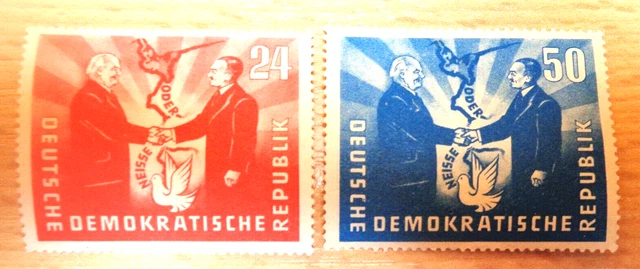 24
ODER
NEISSE
DEUTSCHE
DEMOKRATISCHE
REPUBLIK
50
ODER
NEISSE
DEUTSCHE
DEMOKRATISCHE
REPUBLIK